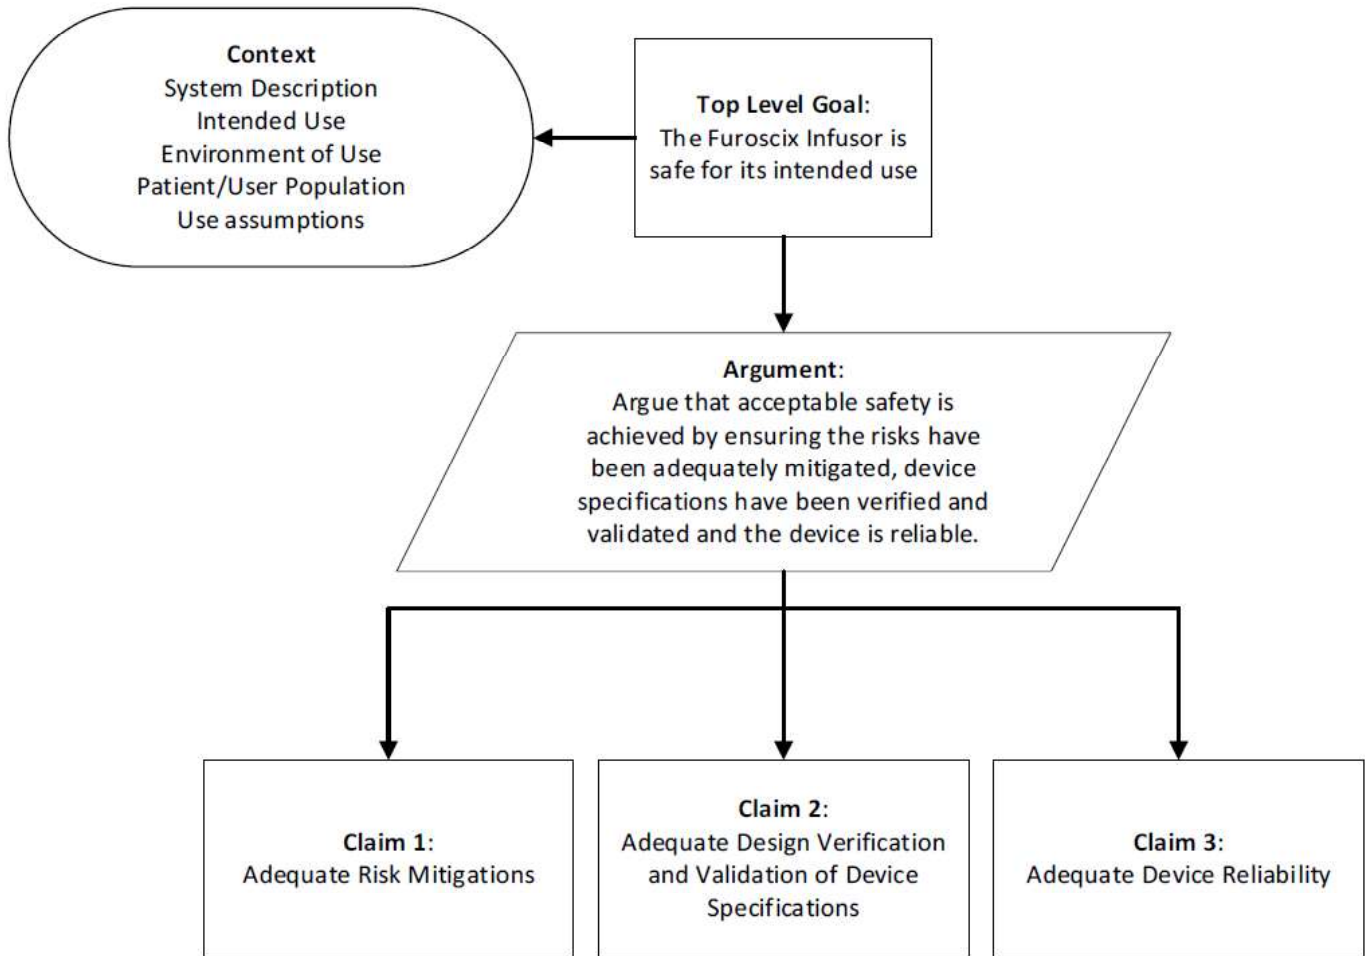 Context
System Description
Intended Use
Environment of Use
Patient/User Population
Use assumptions
Top Level Goal:
The Furoscix Infusor is
safe for its intended use
Argument:
Argue that acceptable safety is
achieved by ensuring the risks have
been adequately mitigated, device
specifications have been verified and
validated and the device is reliable.
Claim 1:
Adequate Risk Mitigations
Claim 2:
Adequate Design Verification
and Validation of Device
Specifications
Claim 3:
Adequate Device Reliability